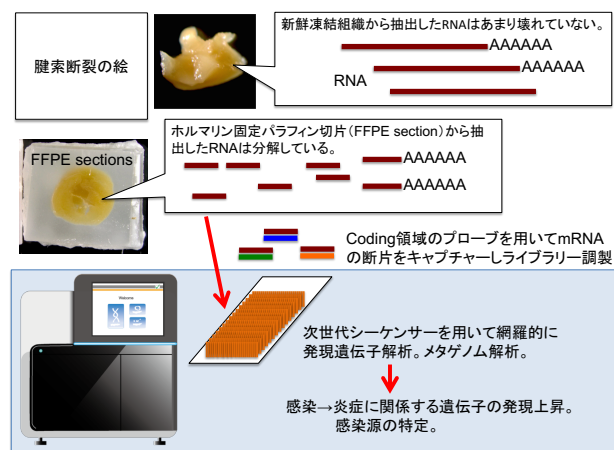 新鮮凍結組織から抽出したRNAはあまり壊れていない。
AAAAAA
AAAAAA
RNA
腱索断裂の絵
ホルマリン固定パラフィン切片(FFPE section)から抽
出したRNAは分解している。
FFPE sections
AAAAAA
AAAAAA
Coding領域のプローブを用いてmRNA
の断片をキャプチャーしライブラリー調製
Welcome
次世代シーケンサーを用いて網羅的に
発現遺伝子解析。メタゲノム解析。
感染→炎症に関係する遺伝子の発現上昇。
感染源の特定。